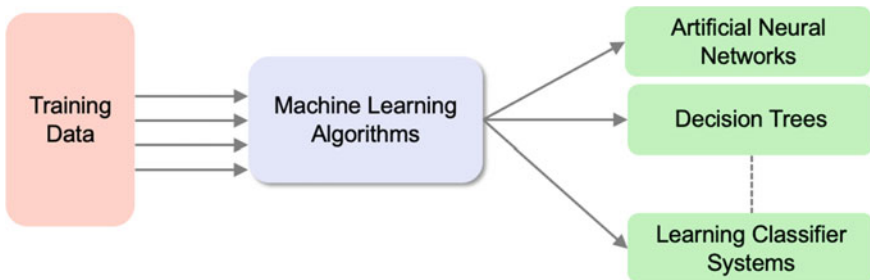 Training
Data
Machine Learning
Algorithms
Artificial Neural
Networks
Decision Trees
Learning Classifier
Systems